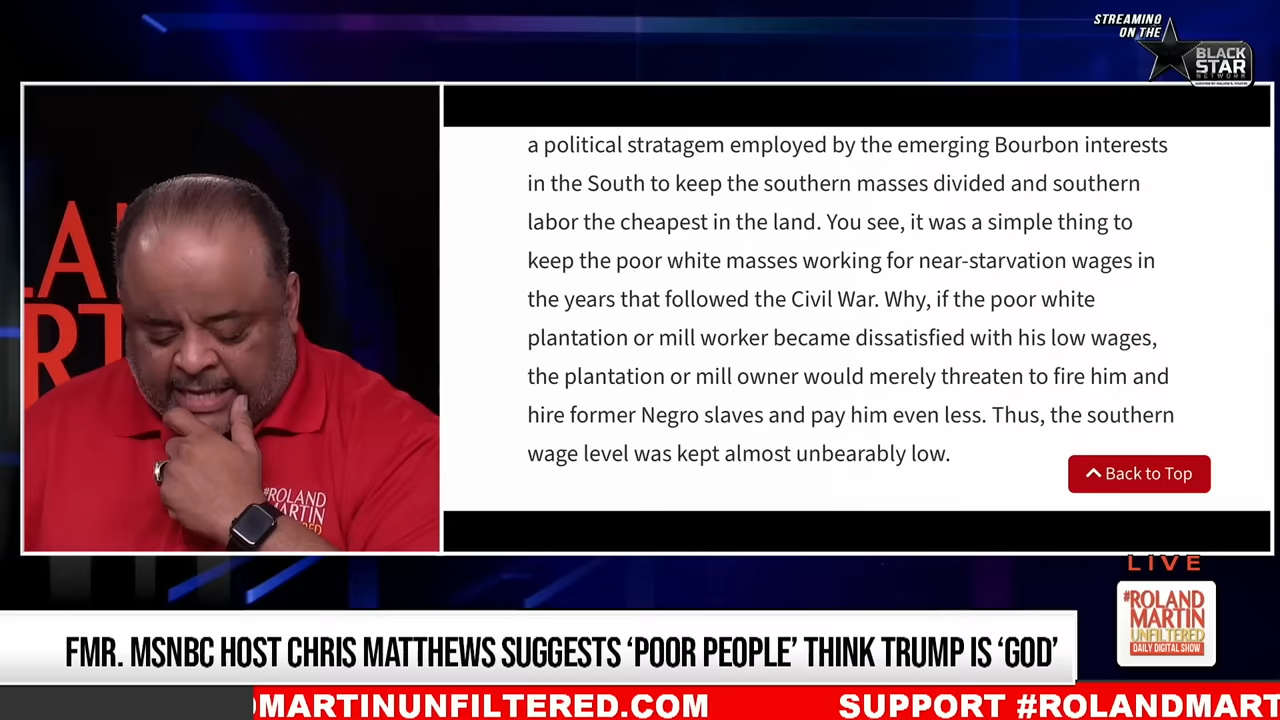 STREAMING
ON THE
BLACK
STAR
NETWORK
a political stratagem employed by the emerging Bourbon interests
in the South to keep the southern masses divided and southern
labor the cheapest in the land. You see, it was a simple thing to
keep the poor white masses working for near-starvation wages in
the years that followed the Civil War. Why, if the poor white
plantation or mill worker became dissatisfied with his low wages,
the plantation or mill owner would merely threaten to fire him and
hire former Negro slaves and pay him even less. Thus, the southern
wage level was kept almost unbearably low.
Back to Top
#ROLAND
MARTIN
LIVE
#ROLAND
MARTIN
UNFILTERED
DAILY DIGITAL SHOW
FMR. MSNBC HOST CHRIS MATTHEWS SUGGESTS ‘POOR PEOPLE’ THINK TRUMP IS ‘GOD’
MARTINUNFILTERED.COM SUPPORT #ROLANDMART